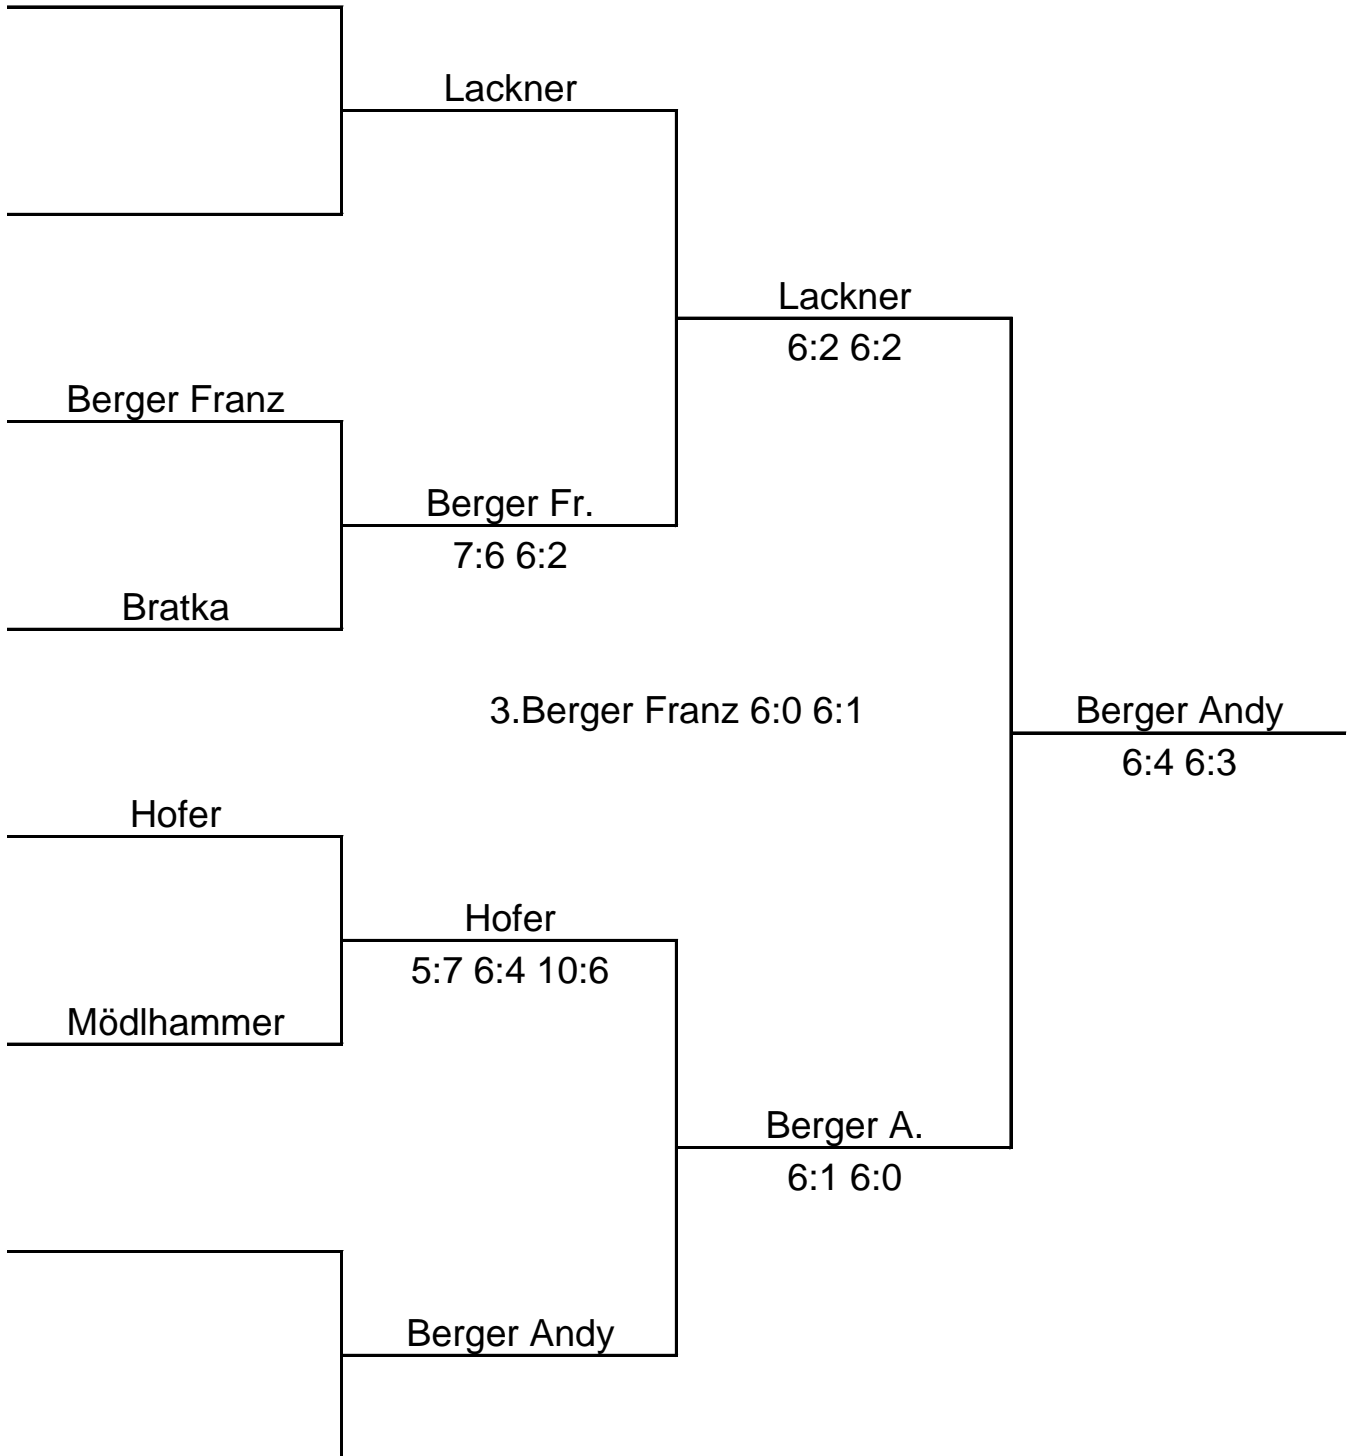 Lackner
Lackner
6:2 6:2
Berger Franz
Berger Fr.
7:6 6:2
Bratka
3.Berger Franz 6:0 6:1
Berger Andy
6:4 6:3
Hofer
Hofer
5:7 6:4 10:6
Mödlhammer
Berger A.
6:1 6:0
Berger Andy